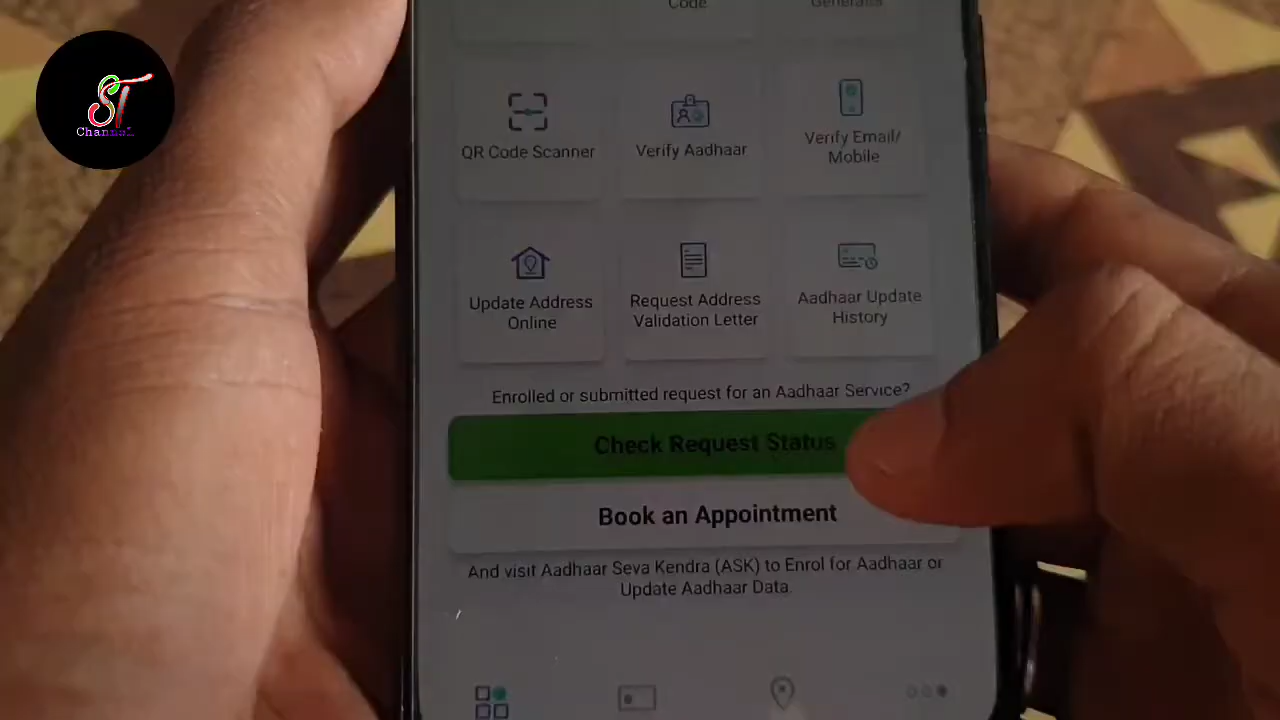 ST
Channel
Code
QR Code Scanner
Verify Aadhaar
Verify Email/
Mobile
Update Address
Online
Request Address
Validation Letter
Aadhaar Update
History
Enrolled or submitted request for an Aadhaar Service?
Check Request Status
Book an Appointment
And visit Aadhaar Seva Kendra (ASK) to Enrol for Aadhaar or
Update Aadhaar Data.